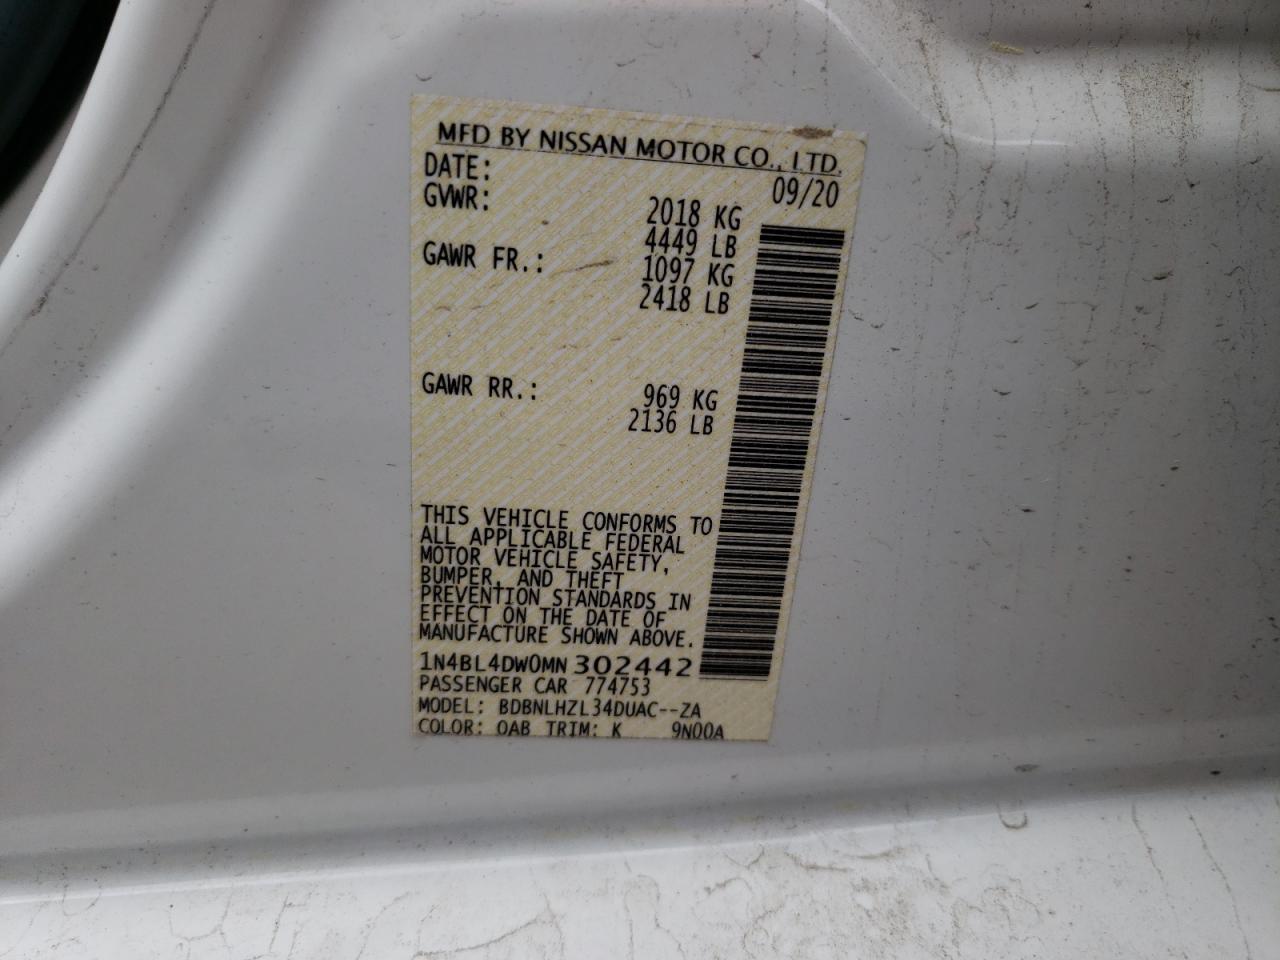 MFD BY NISSAN MOTOR CO., LTD.
DATE: 09/20
GVWR: 2018 KG
4449 LB
GAWR FR.: 1097 KG
2418 LB
GAWR RR.: 969 KG
2136 LB
THIS VEHICLE CONFORMS TO
ALL APPLICABLE FEDERAL
MOTOR VEHICLE SAFETY,
BUMPER, AND THEFT
PREVENTION STANDARDS IN
EFFECT ON THE DATE OF
MANUFACTURE SHOWN ABOVE.
1N4BL4DW0MN302442
PASSENGER CAR 774753
MODEL: BDBNLHZL34DUAC--ZA
COLOR: QAB TRIM: K 9N00A